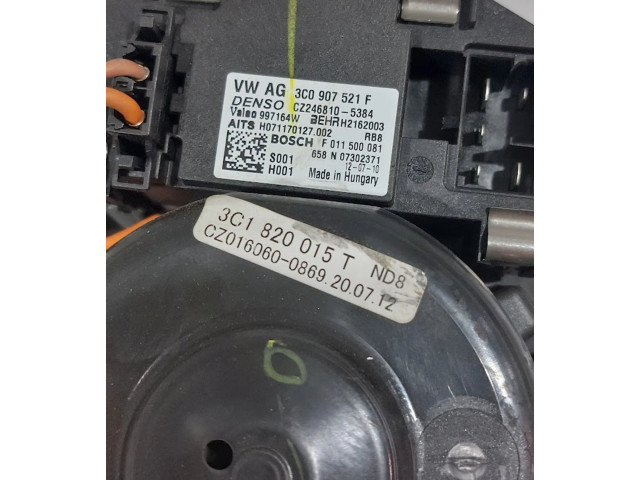 VW AG 3C0 907 521 F
DENSO CZ246810-5384
Valeo 997164W BEHR H2162003
AITS H071170127.002 RB8
BOSCH F 011 500 081
658 N 07302371
S001 12-07-10
H001 Made in Hungary
3C1 820 015 T ND8
CZ016060-0869.20.07.12